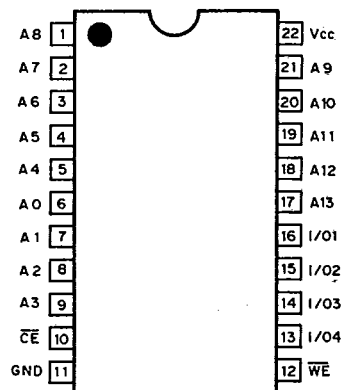 A8 1 22 Vcc
A7 2 21 A9
A6 3 20 A10
A5 4 19 A11
A4 5 18 A12
A0 6 17 A13
A1 7 16 I/O1
A2 8 15 I/O2
A3 9 14 I/O3
C̅E̅ 10 13 I/O4
GND 11 12 W̅E̅